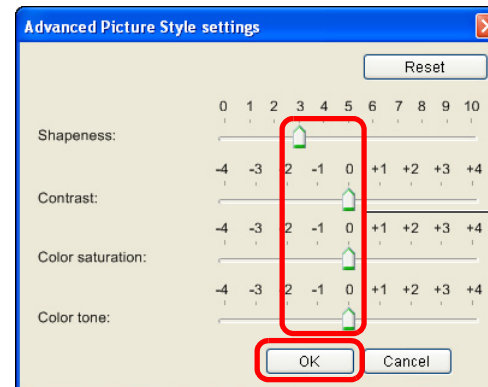 Advanced Picture Style settings
Reset
0 1 2 3 4 5 6 7 8 9 10
Shapeness:
-4 -3 -2 -1 0 +1 +2 +3 +4
Contrast:
-4 -3 -2 -1 0 +1 +2 +3 +4
Color saturation:
-4 -3 -2 -1 0 +1 +2 +3 +4
Color tone:
OK Cancel